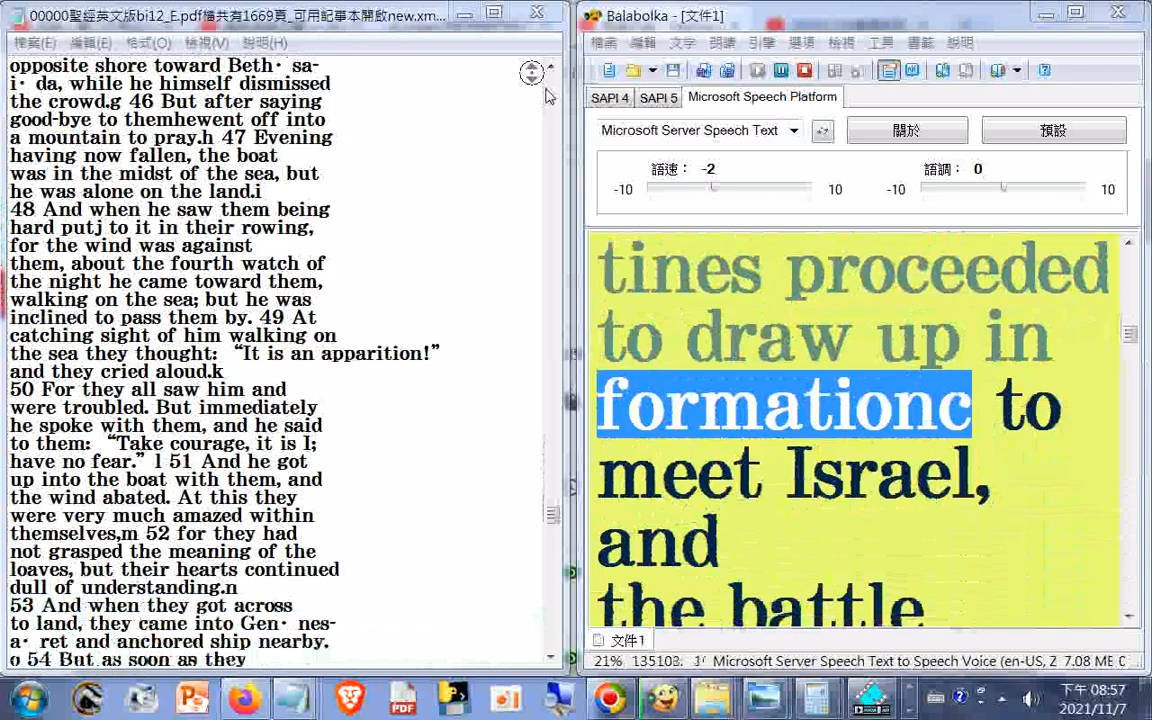 00000聖經英文版bi12_E.pdf檔共有1669頁_可用記事本開啟new.xm...
檔案(E) 編輯(E) 格式(O) 檢視(V) 說明(H)
opposite shore toward Beth· sa-
i· da, while he himself dismissed
the crowd.g 46 But after saying
good-bye to themhewent off into
a mountain to pray.h 47 Evening
having now fallen, the boat
was in the midst of the sea, but
he was alone on the land.i
48 And when he saw them being
hard putj to it in their rowing,
for the wind was against
them, about the fourth watch of
the night he came toward them,
walking on the sea; but he was
inclined to pass them by. 49 At
catching sight of him walking on
the sea they thought: “It is an apparition!”
and they cried aloud.k
50 For they all saw him and
were troubled. But immediately
he spoke with them, and he said
to them: “Take courage, it is I;
have no fear.” l 51 And he got
up into the boat with them, and
the wind abated. At this they
were very much amazed within
themselves,m 52 for they had
not grasped the meaning of the
loaves, but their hearts continued
dull of understanding.n
53 And when they got across
to land, they came into Gen· nes-
a· ret and anchored ship nearby.
o 54 But as soon as they
Balabolka - [文件1]
檔案 編輯 文字 朗讀 引擎 選項 檢視 工具 書籤 說明
SAPI 4 SAPI 5 Microsoft Speech Platform
Microsoft Server Speech Text 關於 預設
語速： -2 語調： 0
-10 10 -10 10
tines proceeded
to draw up in
formationc to
meet Israel,
and
the battle
文件1
21% 135103. Microsoft Server Speech Text to Speech Voice (en-US, Z 7.08 MB
PDF
下午 08:57
2021/11/7